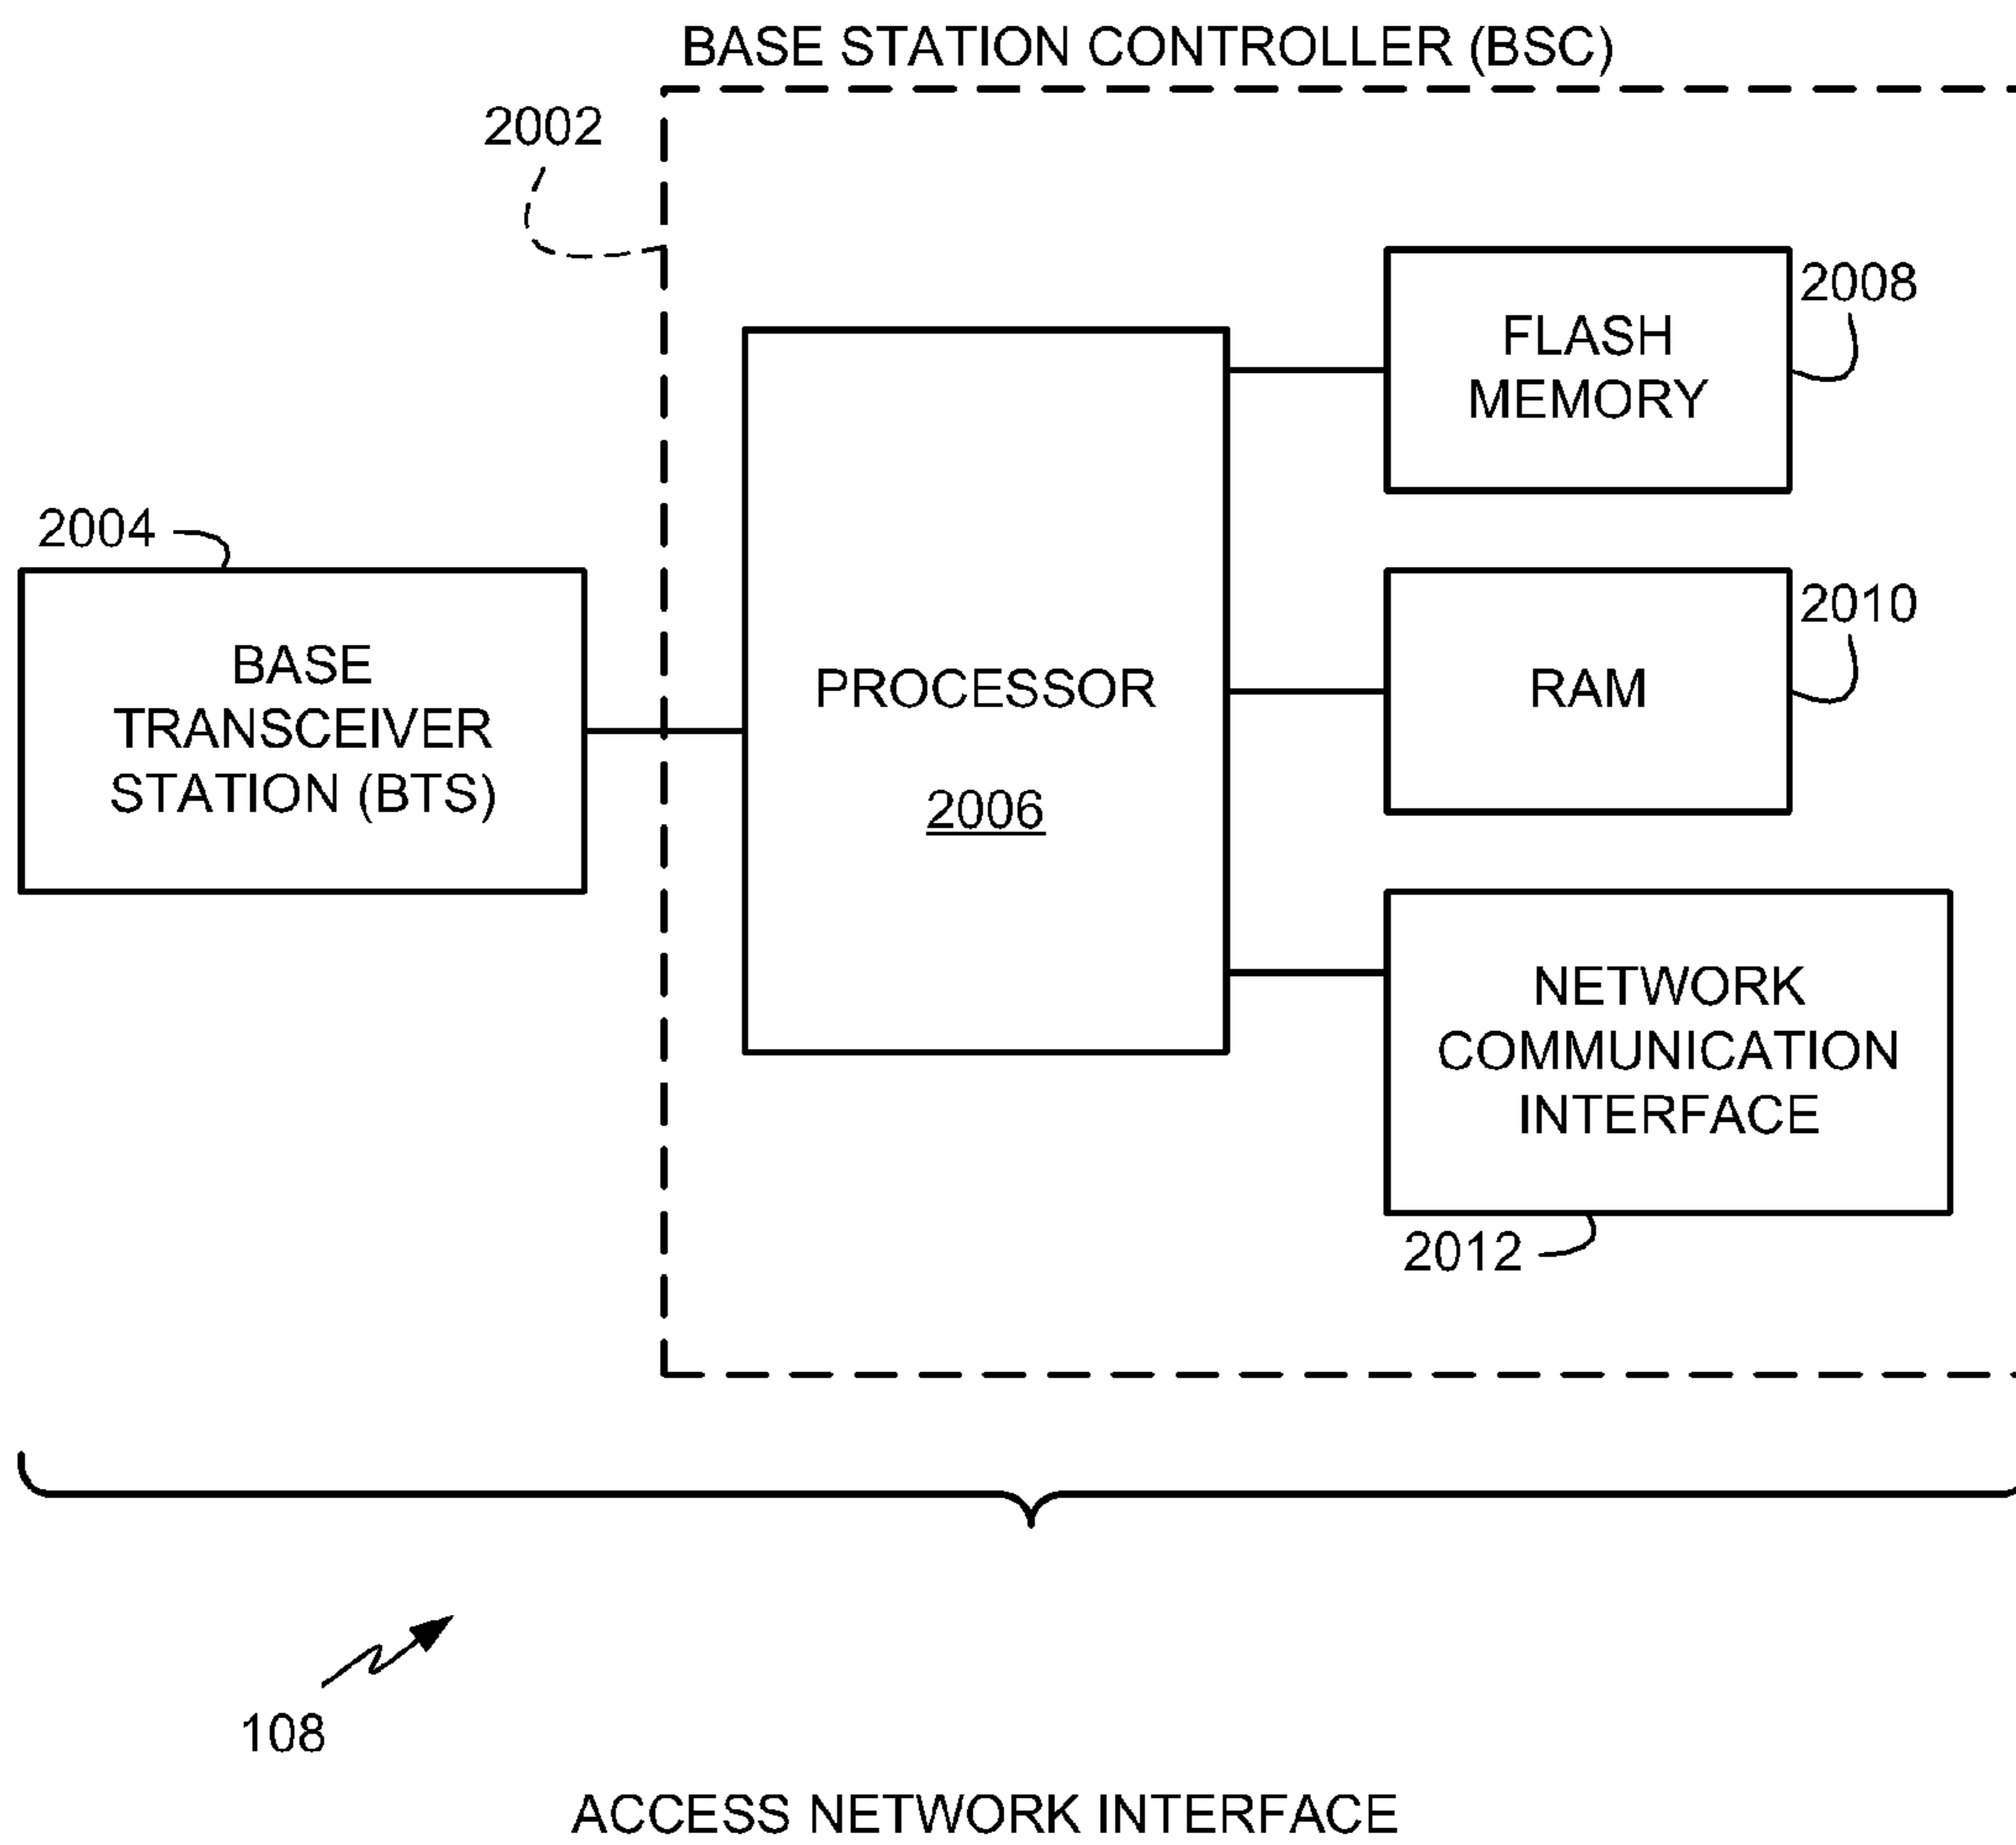 BASE STATION CONTROLLER (BSC)
2002
2008
FLASH
MEMORY
2004
2010
BASE
TRANSCEIVER
STATION (BTS)
PROCESSOR
2006
RAM
NETWORK
COMMUNICATION
INTERFACE
2012
108
ACCESS NETWORK INTERFACE